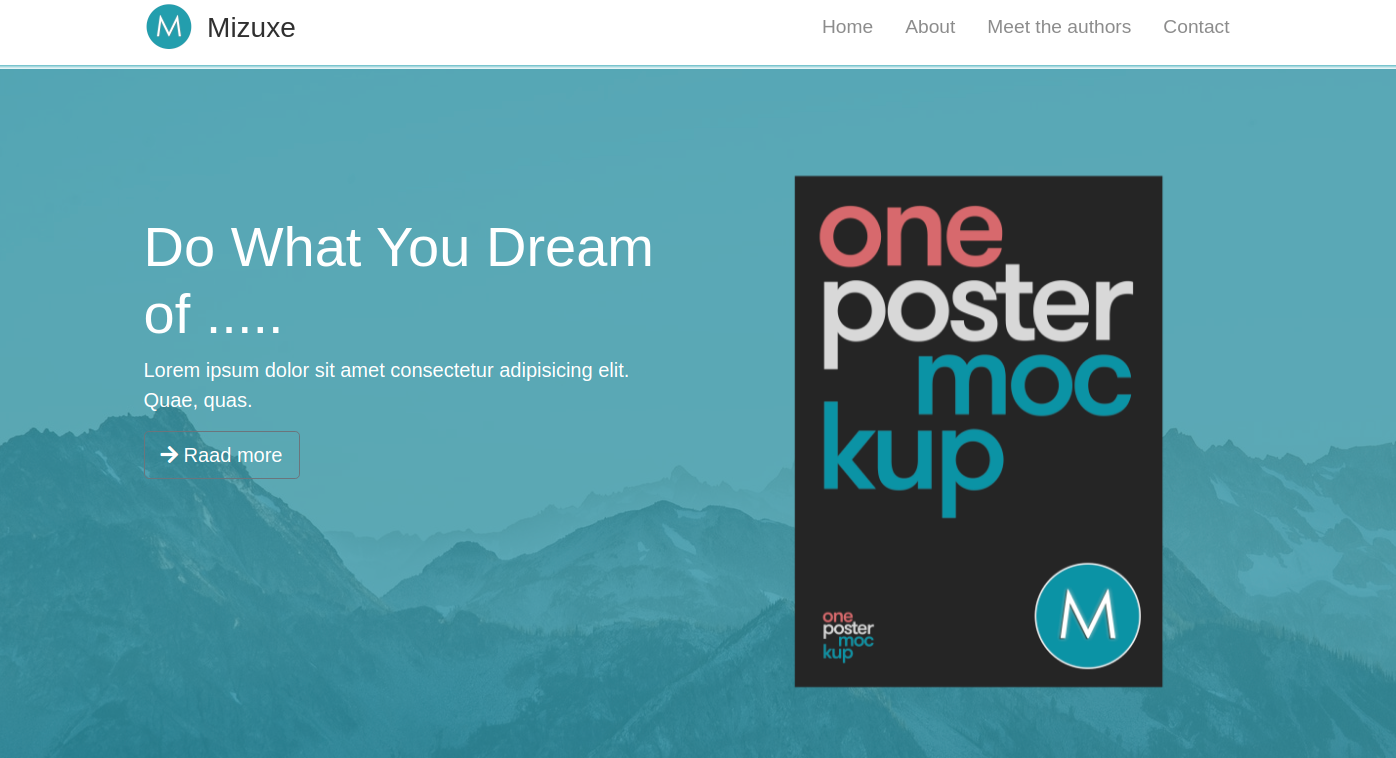 M Mizuxe
Home About Meet the authors Contact
Do What You Dream
of .....
Lorem ipsum dolor sit amet consectetur adipisicing elit.
Quae, quas.
Raad more
one
poster
moc
kup
one
poster
moc
kup
M